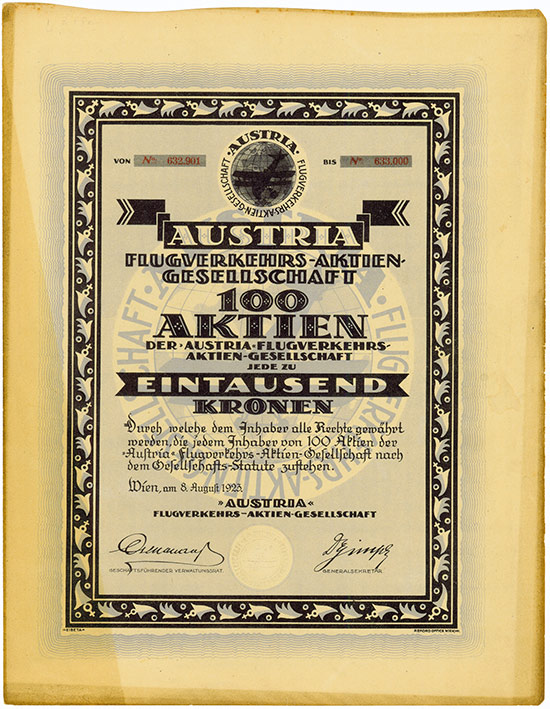 VON Nº 632,901
BIS Nº 633,000
· AUSTRIA · FLUGVERKEHRS-AKTIEN-GESELLSCHAFT
AUSTRIA
FLUGVERKEHRS-AKTIEN-
GESELLSCHAFT
100
AKTIEN
DER · AUSTRIA · FLUGVERKEHRS-
AKTIEN-GESELLSCHAFT
JEDE ZU
EINTAUSEND
KRONEN
Durch welche dem Inhaber alle Rechte gewährt
werden, die jedem Inhaber von 100 Aktien der
»Austria« Flugverkehrs-Aktien-Gesellschaft nach
dem Gesellschafts-Statute zustehen.
Wien, am 8. August 1923.
»AUSTRIA«
FLUGVERKEHRS-AKTIEN-GESELLSCHAFT
GESCHÄFTSFÜHRENDER VERWALTUNGSRAT.
GENERALSEKRETÄR